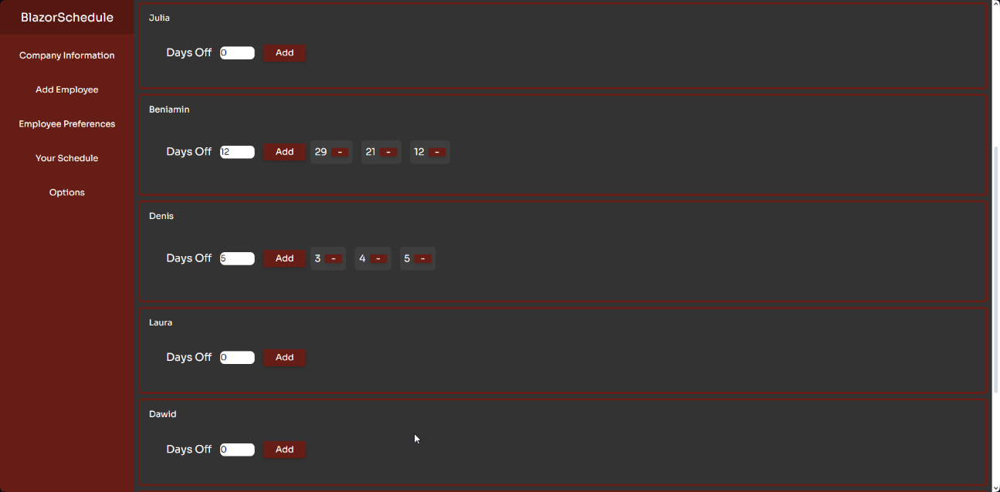 BlazorSchedule
Company Information
Add Employee
Employee Preferences
Your Schedule
Options
Julia
Days Off 0 Add
Beniamin
Days Off 12 Add 29 - 21 - 12 -
Denis
Days Off 5 Add 3 - 4 - 5 -
Laura
Days Off 0 Add
Dawid
Days Off 0 Add